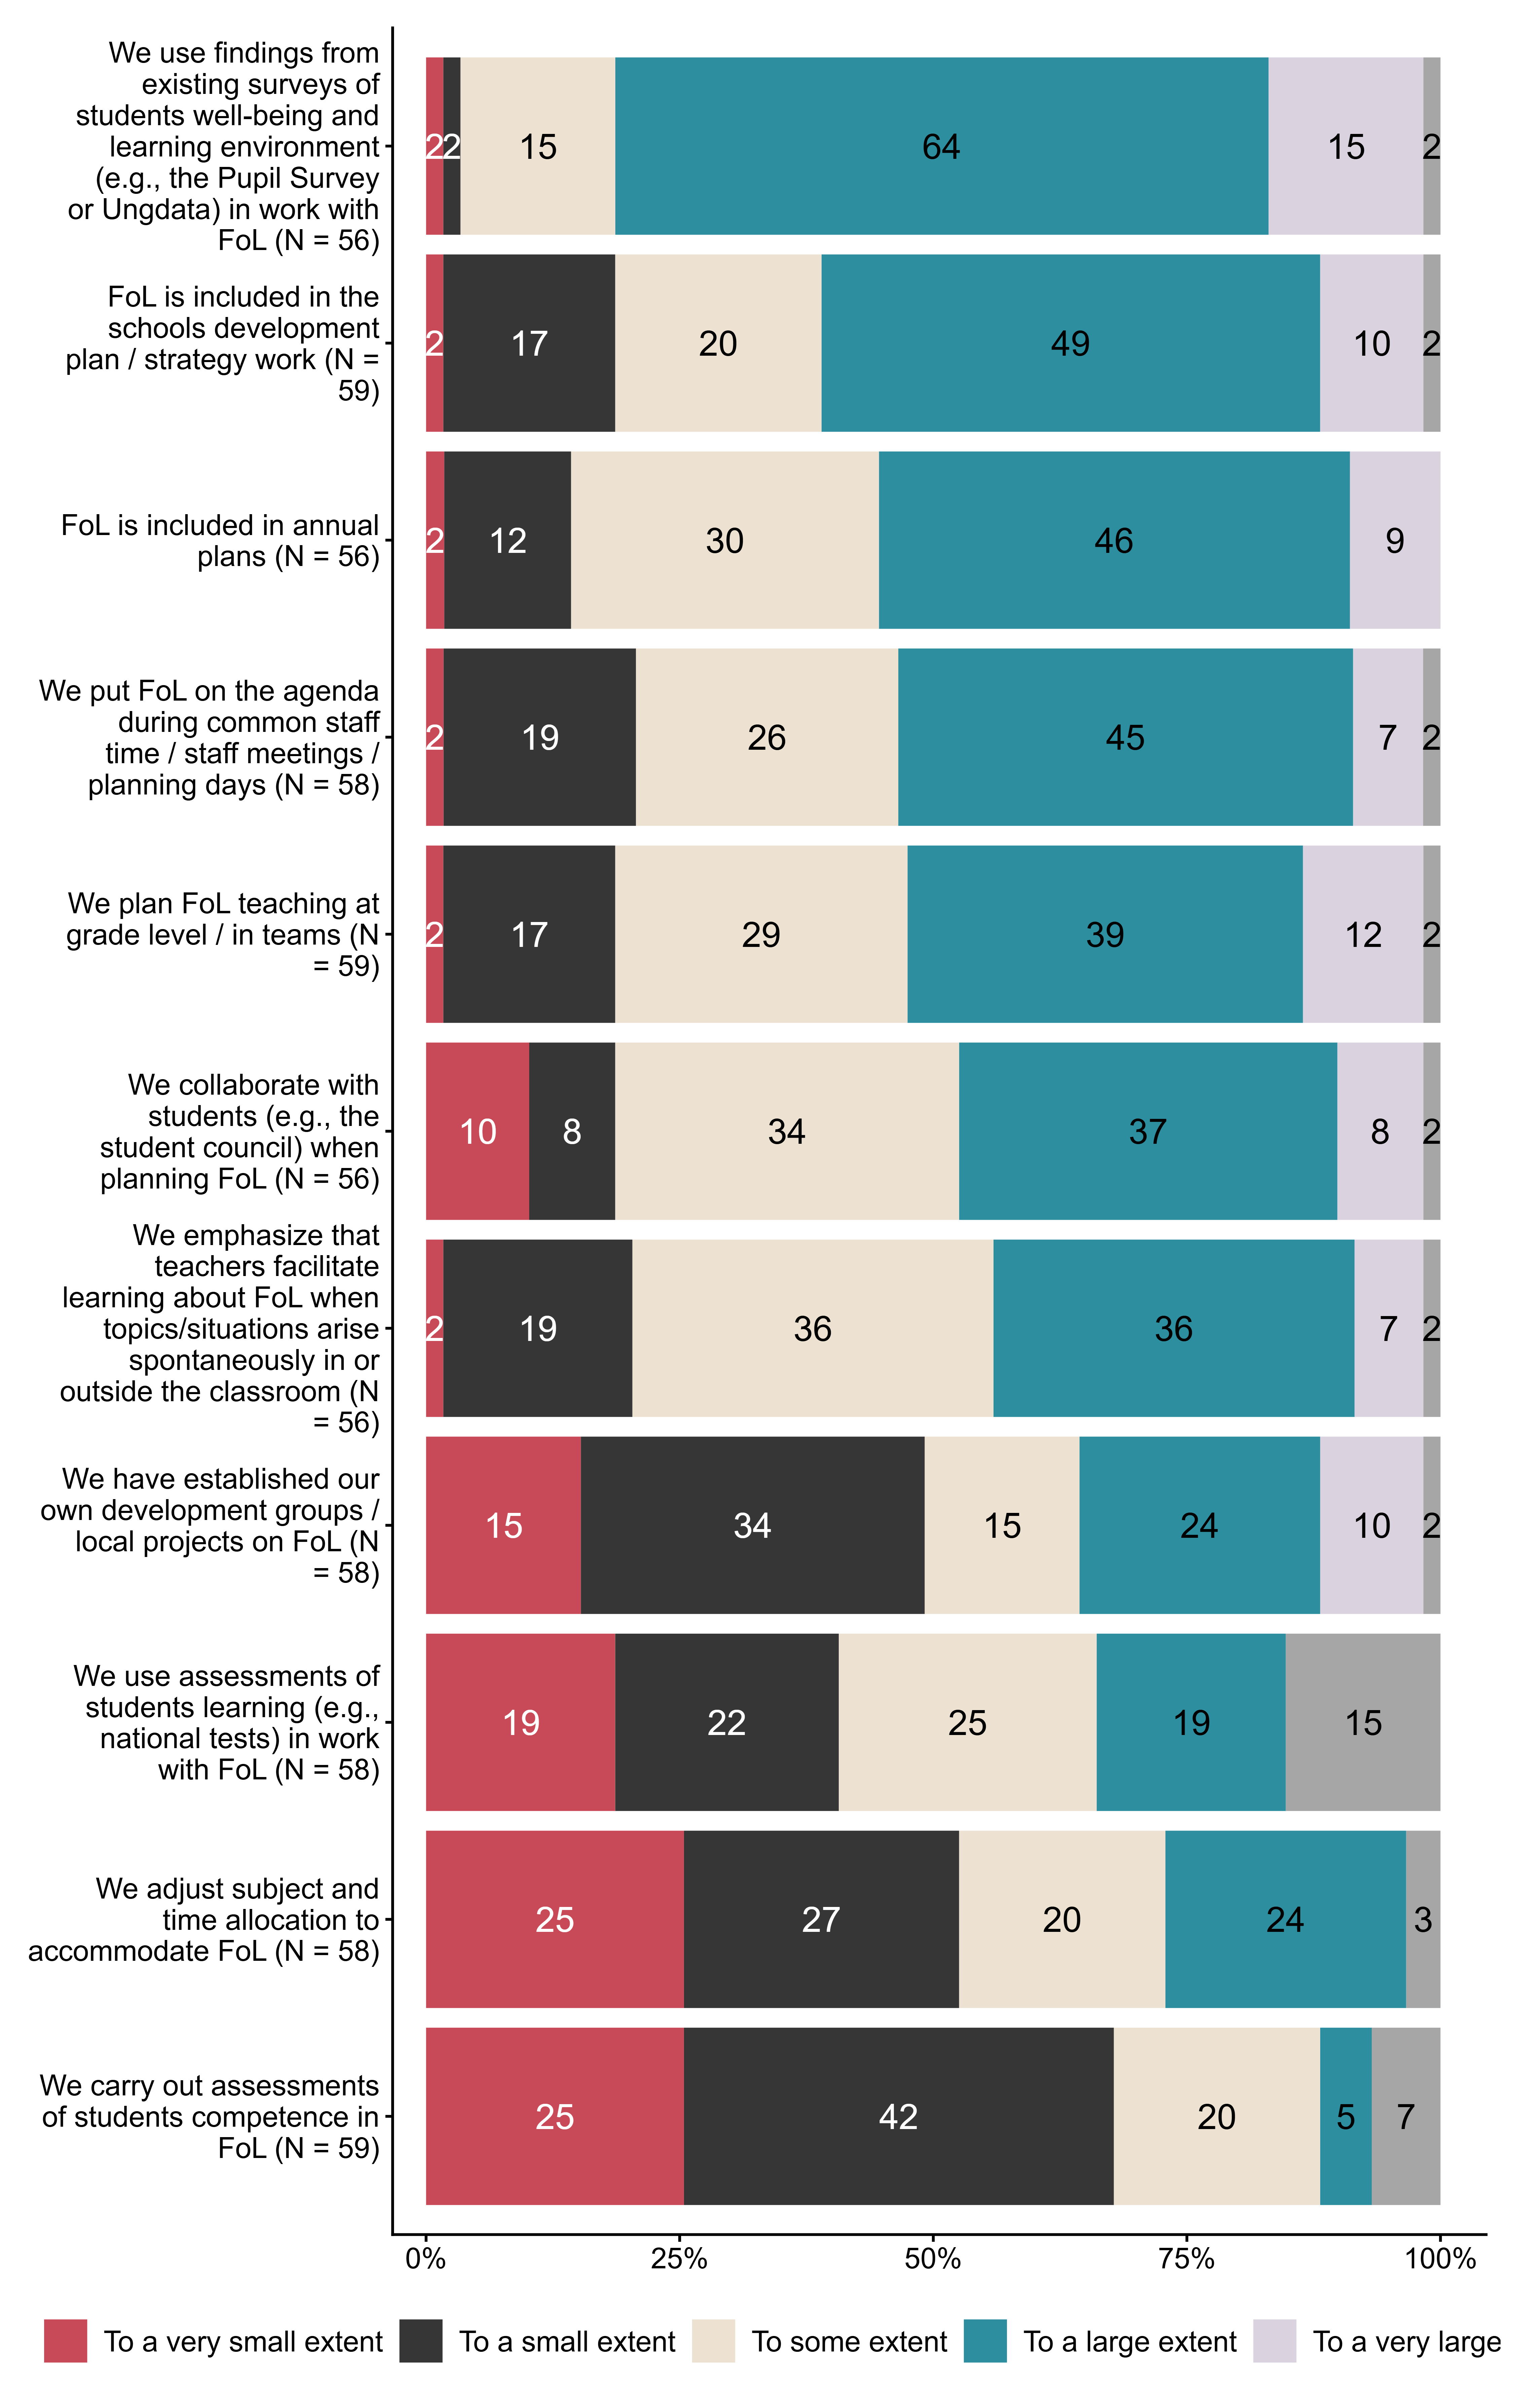 We use findings from
existing surveys of
students well-being and
learning environment
(e.g., the Pupil Survey
or Ungdata) in work with
FoL (N = 56)
2 2 15 64 15 2
FoL is included in the
schools development
plan / strategy work (N =
59)
2 17 20 49 10 2
FoL is included in annual
plans (N = 56)
2 12 30 46 9
We put FoL on the agenda
during common staff
time / staff meetings /
planning days (N = 58)
2 19 26 45 7 2
We plan FoL teaching at
grade level / in teams (N
= 59)
2 17 29 39 12 2
We collaborate with
students (e.g., the
student council) when
planning FoL (N = 56)
10 8 34 37 8 2
We emphasize that
teachers facilitate
learning about FoL when
topics/situations arise
spontaneously in or
outside the classroom (N
= 56)
2 19 36 36 7 2
We have established our
own development groups /
local projects on FoL (N
= 58)
15 34 15 24 10 2
We use assessments of
students learning (e.g.,
national tests) in work
with FoL (N = 58)
19 22 25 19 15
We adjust subject and
time allocation to
accommodate FoL (N = 58)
25 27 20 24 3
We carry out assessments
of students competence in
FoL (N = 59)
25 42 20 5 7
0% 25% 50% 75% 100%
To a very small extent To a small extent To some extent To a large extent To a very large